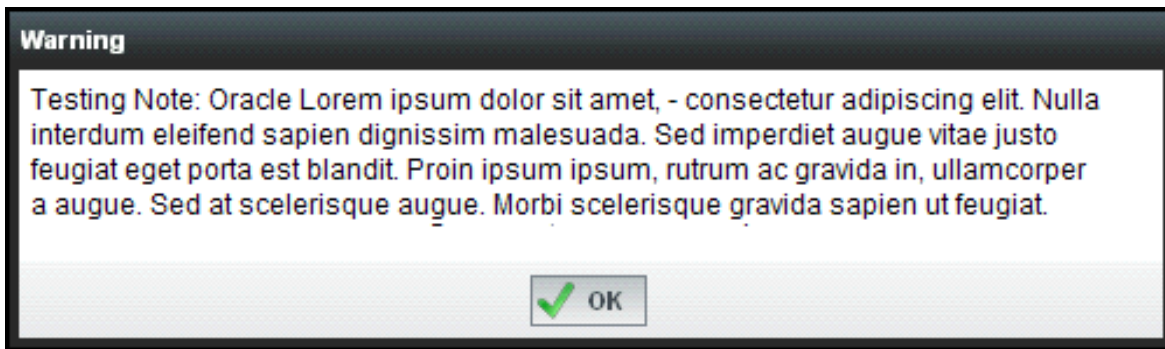 Warning
Testing Note: Oracle Lorem ipsum dolor sit amet, - consectetur adipiscing elit. Nulla
interdum eleifend sapien dignissim malesuada. Sed imperdiet augue vitae justo
feugiat eget porta est blandit. Proin ipsum ipsum, rutrum ac gravida in, ullamcorper
a augue. Sed at scelerisque augue. Morbi scelerisque gravida sapien ut feugiat.
OK